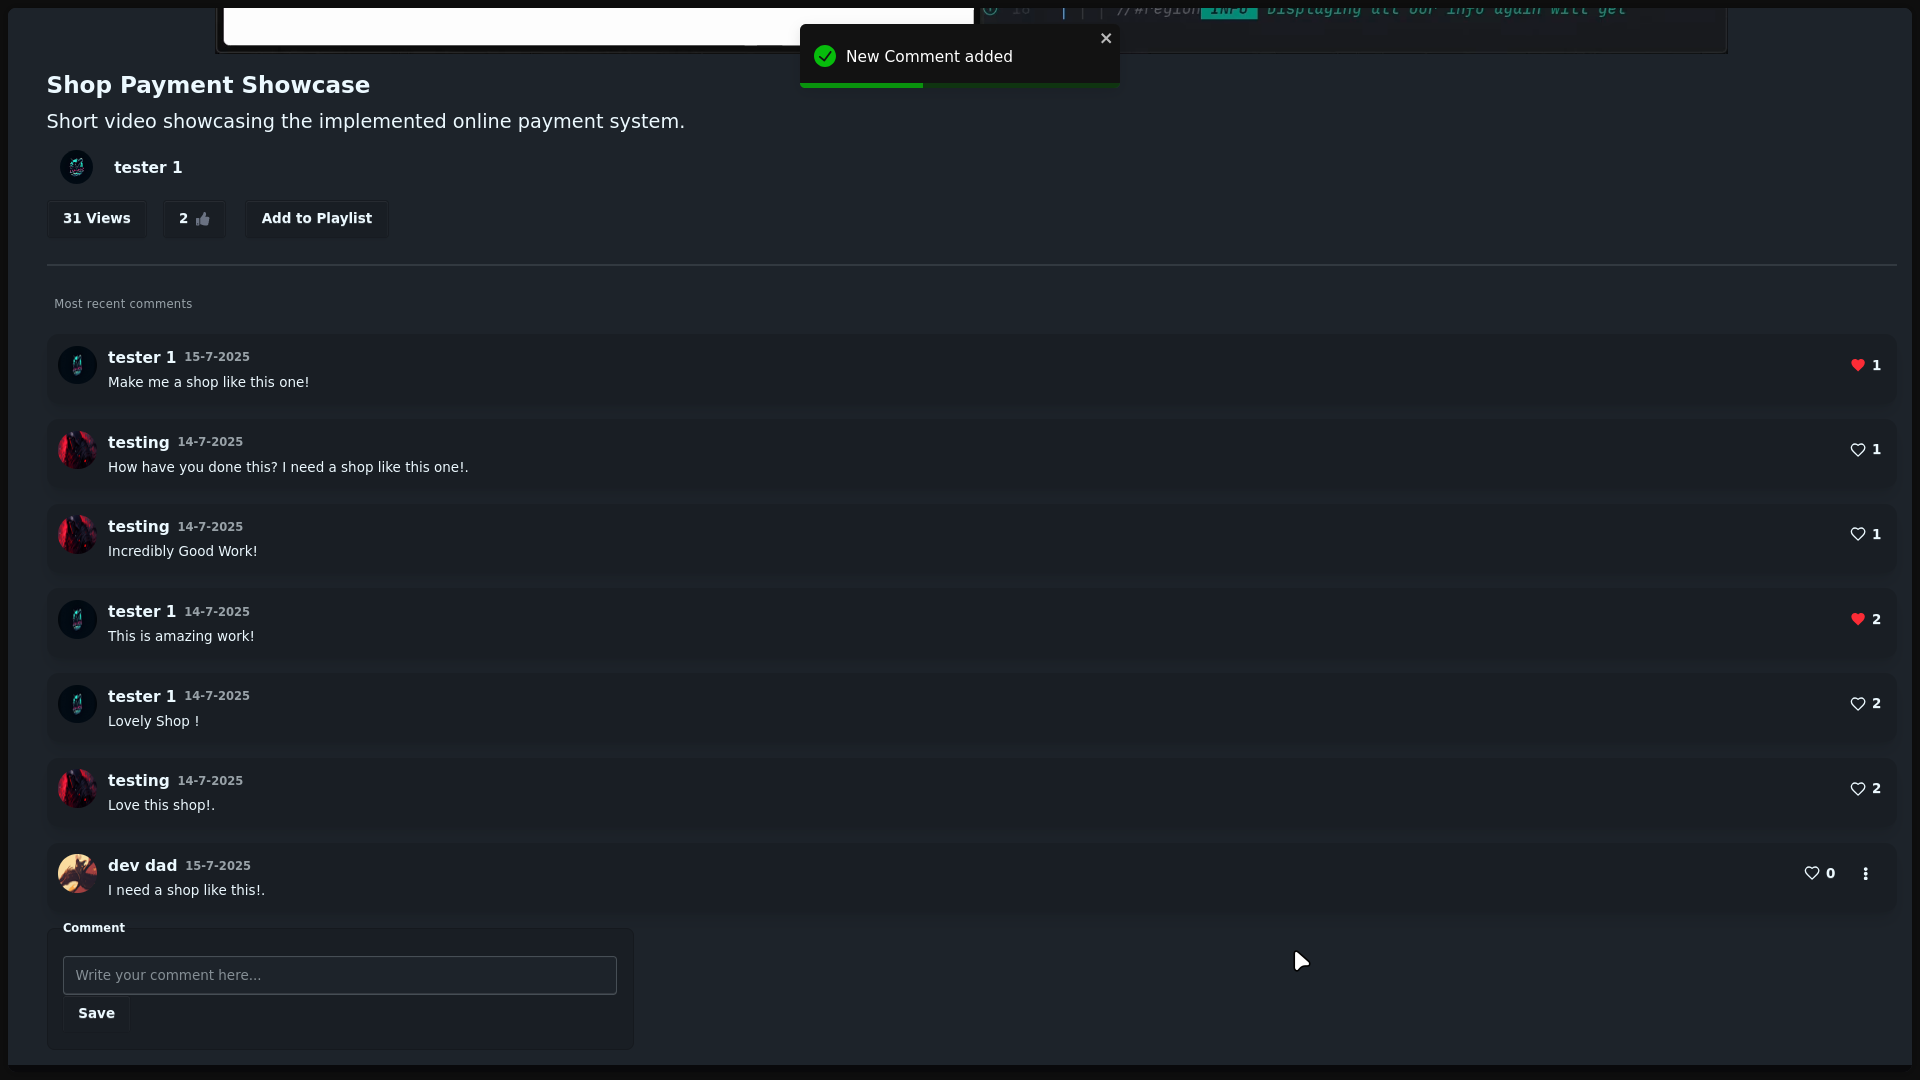 //#region INFO Displaying all our info again will get
New Comment added
Shop Payment Showcase
Short video showcasing the implemented online payment system.
tester 1
31 Views
2
Add to Playlist
Most recent comments
tester 1 15-7-2025
Make me a shop like this one!
1
testing 14-7-2025
How have you done this? I need a shop like this one!.
1
testing 14-7-2025
Incredibly Good Work!
1
tester 1 14-7-2025
This is amazing work!
2
tester 1 14-7-2025
Lovely Shop !
2
testing 14-7-2025
Love this shop!.
2
dev dad 15-7-2025
I need a shop like this!.
0
Comment
Write your comment here...
Save